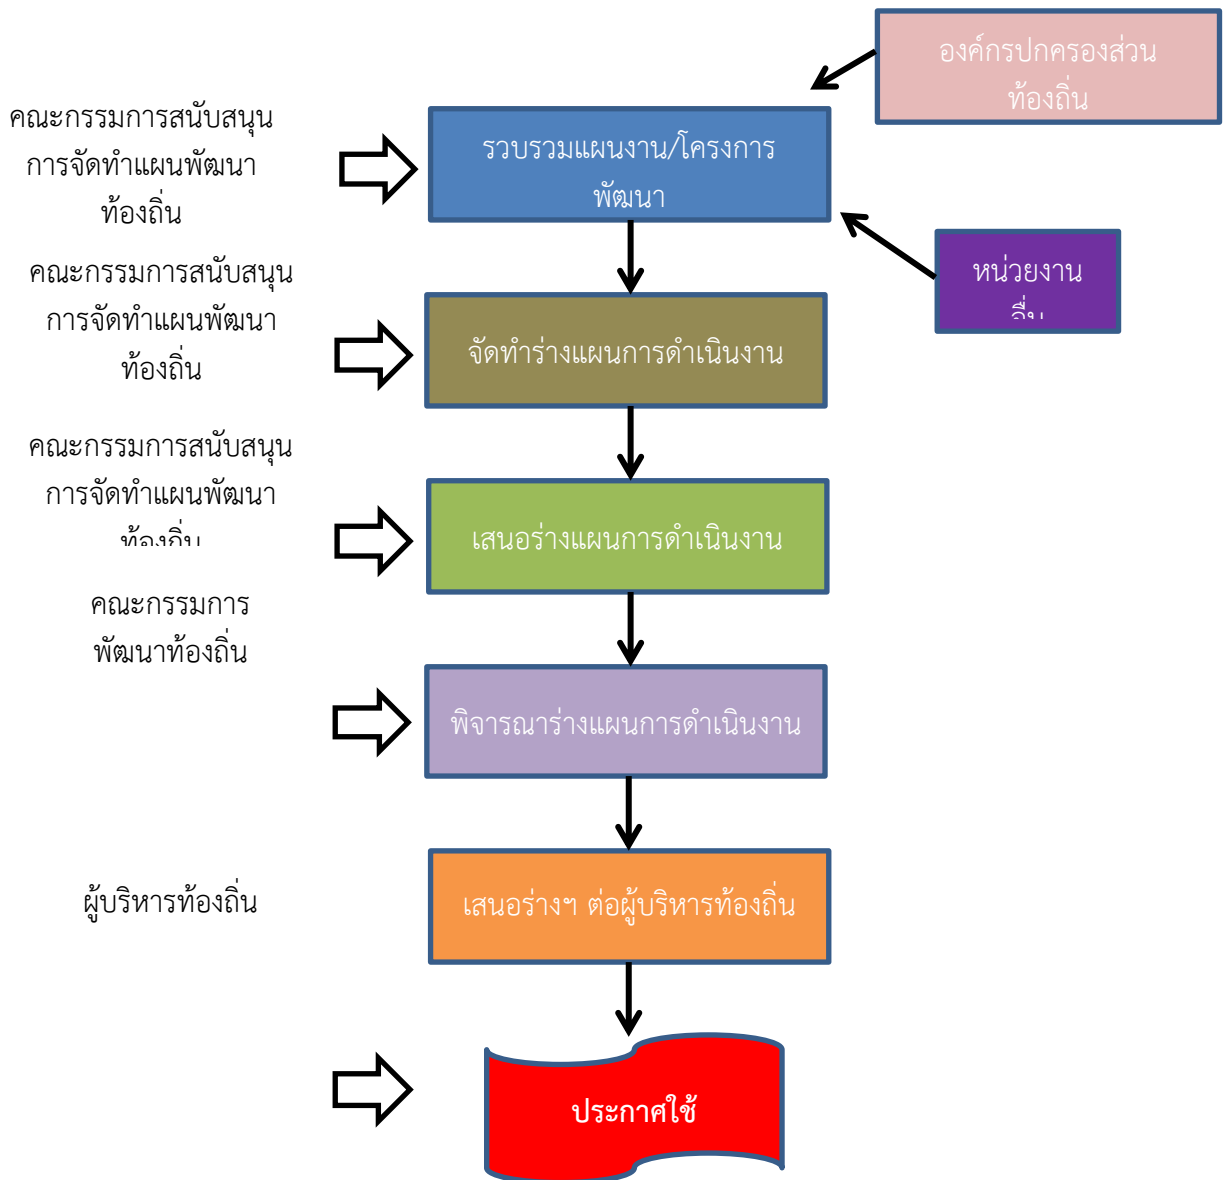 องค์กรปกครองส่วน
ท้องถิ่น
คณะกรรมการสนับสนุน
การจัดทำแผนพัฒนา
ท้องถิ่น
รวบรวมแผนงาน/โครงการ
พัฒนา
หน่วยงาน
อื่น
คณะกรรมการสนับสนุน
การจัดทำแผนพัฒนา
ท้องถิ่น
จัดทำร่างแผนการดำเนินงาน
คณะกรรมการสนับสนุน
การจัดทำแผนพัฒนา
ท้องถิ่น
เสนอร่างแผนการดำเนินงาน
คณะกรรมการ
พัฒนาท้องถิ่น
พิจารณาร่างแผนการดำเนินงาน
ผู้บริหารท้องถิ่น
เสนอร่างฯ ต่อผู้บริหารท้องถิ่น
ประกาศใช้